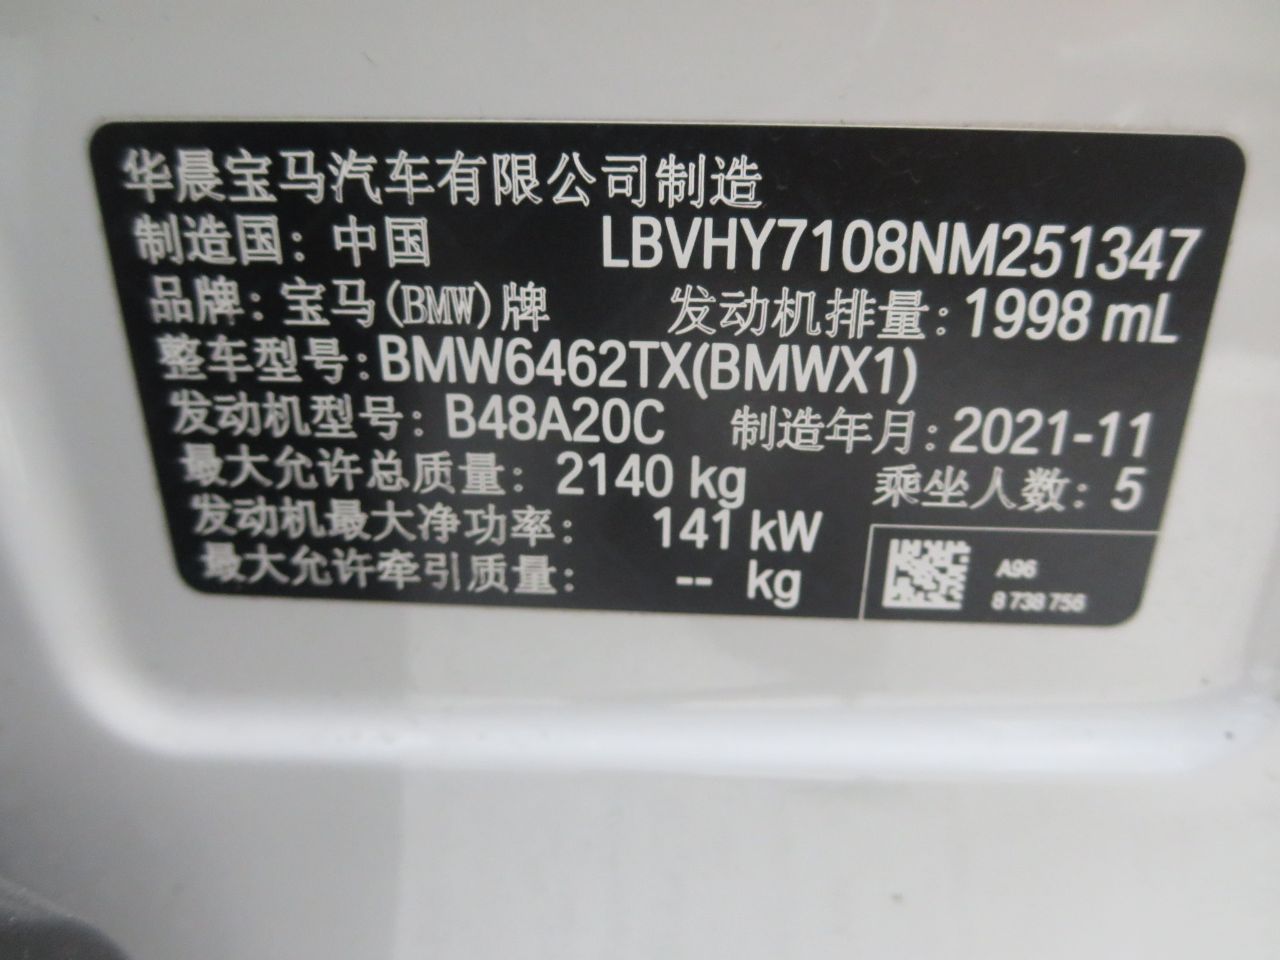 华晨宝马汽车有限公司制造
制造国：中国 LBVHY7108NM251347
品牌：宝马(BMW)牌 发动机排量：1998 mL
整车型号：BMW6462TX(BMWX1)
发动机型号：B48A20C 制造年月：2021-11
最大允许总质量：2140 kg 乘坐人数：5
发动机最大净功率：141 kW
最大允许牵引质量：-- kg
A96
8 738 756